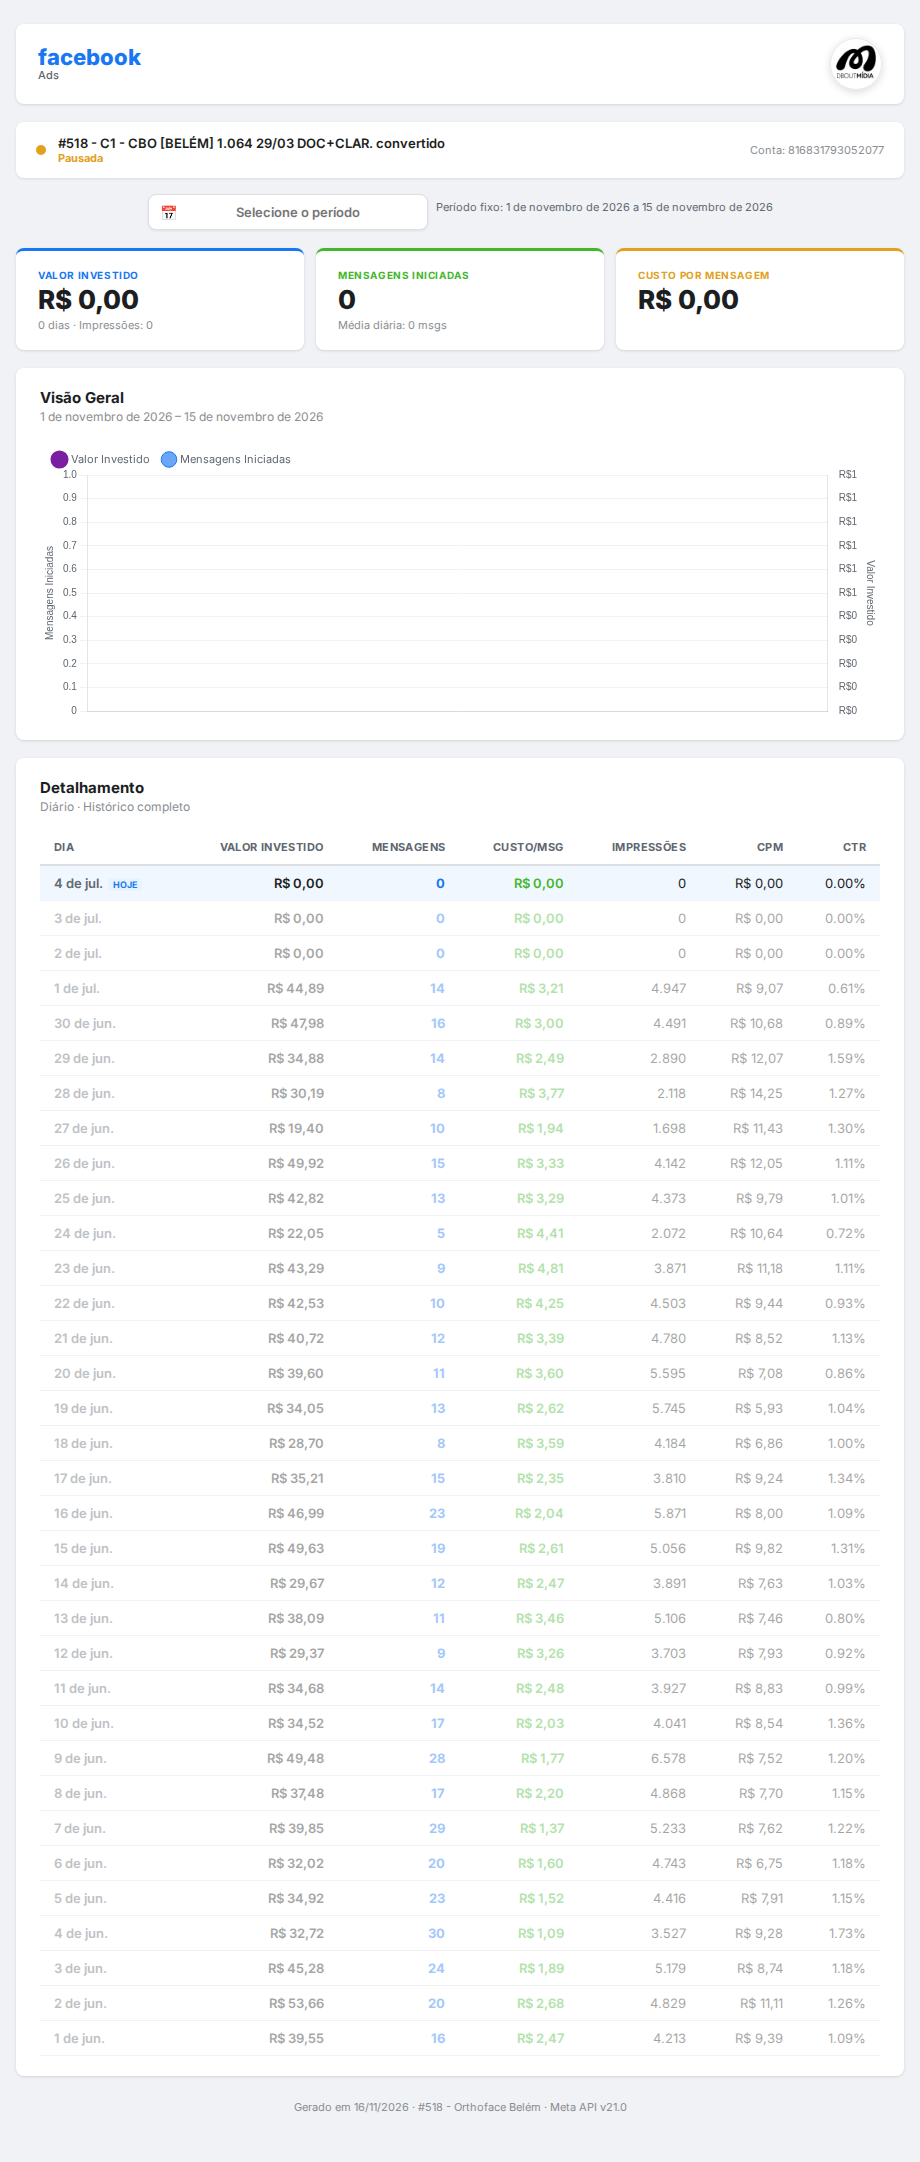 facebook
Ads
DBOUTMÍDIA
#518 - C1 - CBO [BELÉM] 1.064 29/03 DOC+CLAR. convertido
Pausada
Conta: 816831793052077
Selecione o período
Período fixo: 1 de novembro de 2026 a 15 de novembro de 2026
VALOR INVESTIDO
R$ 0,00
0 dias · Impressões: 0
MENSAGENS INICIADAS
0
Média diária: 0 msgs
CUSTO POR MENSAGEM
R$ 0,00
Visão Geral
1 de novembro de 2026 – 15 de novembro de 2026
Valor Investido Mensagens Iniciadas
1.0 R$1
0.9 R$1
0.8 R$1
0.7 R$1
0.6 R$1
0.5 R$1
0.4 R$0
0.3 R$0
0.2 R$0
0.1 R$0
0 R$0
Mensagens Iniciadas
Valor Investido
Detalhamento
Diário · Histórico completo
DIA VALOR INVESTIDO MENSAGENS CUSTO/MSG IMPRESSÕES CPM CTR
4 de jul. HOJE R$ 0,00 0 R$ 0,00 0 R$ 0,00 0.00%
3 de jul. R$ 0,00 0 R$ 0,00 0 R$ 0,00 0.00%
2 de jul. R$ 0,00 0 R$ 0,00 0 R$ 0,00 0.00%
1 de jul. R$ 44,89 14 R$ 3,21 4.947 R$ 9,07 0.61%
30 de jun. R$ 47,98 16 R$ 3,00 4.491 R$ 10,68 0.89%
29 de jun. R$ 34,88 14 R$ 2,49 2.890 R$ 12,07 1.59%
28 de jun. R$ 30,19 8 R$ 3,77 2.118 R$ 14,25 1.27%
27 de jun. R$ 19,40 10 R$ 1,94 1.698 R$ 11,43 1.30%
26 de jun. R$ 49,92 15 R$ 3,33 4.142 R$ 12,05 1.11%
25 de jun. R$ 42,82 13 R$ 3,29 4.373 R$ 9,79 1.01%
24 de jun. R$ 22,05 5 R$ 4,41 2.072 R$ 10,64 0.72%
23 de jun. R$ 43,29 9 R$ 4,81 3.871 R$ 11,18 1.11%
22 de jun. R$ 42,53 10 R$ 4,25 4.503 R$ 9,44 0.93%
21 de jun. R$ 40,72 12 R$ 3,39 4.780 R$ 8,52 1.13%
20 de jun. R$ 39,60 11 R$ 3,60 5.595 R$ 7,08 0.86%
19 de jun. R$ 34,05 13 R$ 2,62 5.745 R$ 5,93 1.04%
18 de jun. R$ 28,70 8 R$ 3,59 4.184 R$ 6,86 1.00%
17 de jun. R$ 35,21 15 R$ 2,35 3.810 R$ 9,24 1.34%
16 de jun. R$ 46,99 23 R$ 2,04 5.871 R$ 8,00 1.09%
15 de jun. R$ 49,63 19 R$ 2,61 5.056 R$ 9,82 1.31%
14 de jun. R$ 29,67 12 R$ 2,47 3.891 R$ 7,63 1.03%
13 de jun. R$ 38,09 11 R$ 3,46 5.106 R$ 7,46 0.80%
12 de jun. R$ 29,37 9 R$ 3,26 3.703 R$ 7,93 0.92%
11 de jun. R$ 34,68 14 R$ 2,48 3.927 R$ 8,83 0.99%
10 de jun. R$ 34,52 17 R$ 2,03 4.041 R$ 8,54 1.36%
9 de jun. R$ 49,48 28 R$ 1,77 6.578 R$ 7,52 1.20%
8 de jun. R$ 37,48 17 R$ 2,20 4.868 R$ 7,70 1.15%
7 de jun. R$ 39,85 29 R$ 1,37 5.233 R$ 7,62 1.22%
6 de jun. R$ 32,02 20 R$ 1,60 4.743 R$ 6,75 1.18%
5 de jun. R$ 34,92 23 R$ 1,52 4.416 R$ 7,91 1.15%
4 de jun. R$ 32,72 30 R$ 1,09 3.527 R$ 9,28 1.73%
3 de jun. R$ 45,28 24 R$ 1,89 5.179 R$ 8,74 1.18%
2 de jun. R$ 53,66 20 R$ 2,68 4.829 R$ 11,11 1.26%
1 de jun. R$ 39,55 16 R$ 2,47 4.213 R$ 9,39 1.09%
Gerado em 16/11/2026 · #518 - Orthoface Belém · Meta API v21.0